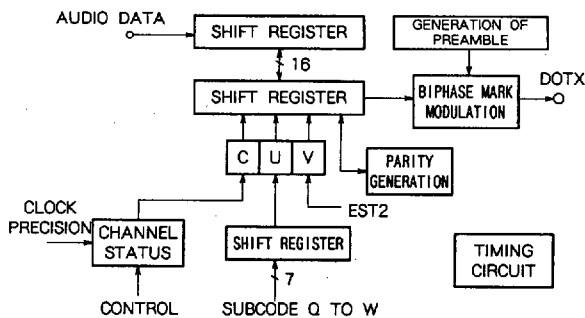 AUDIO DATA
SHIFT REGISTER
GENERATION OF
PREAMBLE
16
SHIFT REGISTER
BIPHASE MARK
MODULATION
DOTX
C U V
PARITY
GENERATION
EST2
CLOCK
PRECISION
CHANNEL
STATUS
SHIFT REGISTER
TIMING
CIRCUIT
7
CONTROL
SUBCODE Q TO W